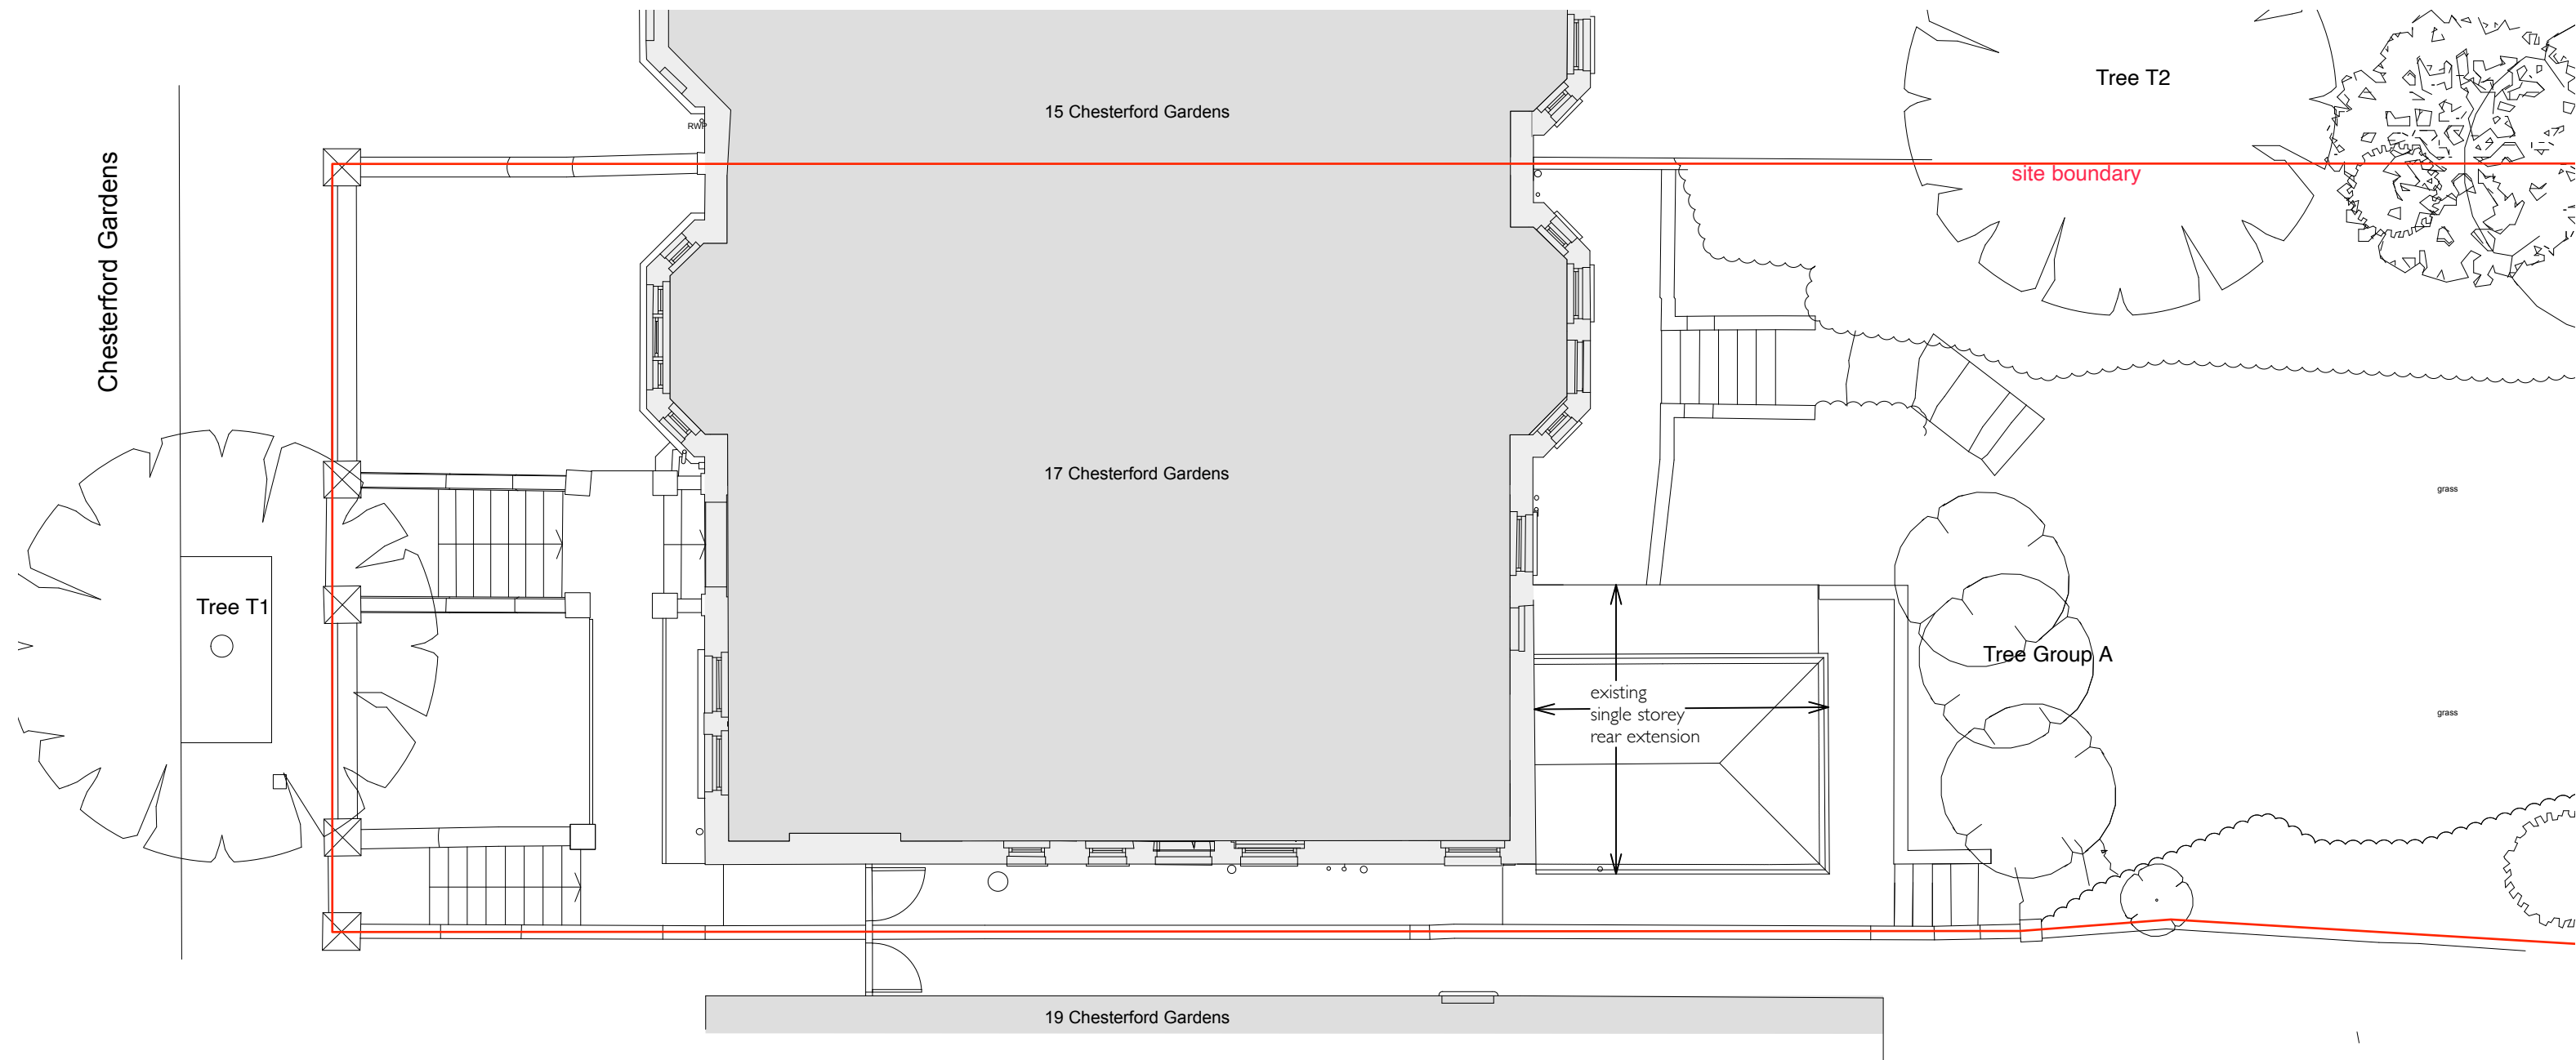 Tree T2
15 Chesterford Gardens
RWP
site boundary
Chesterford Gardens
17 Chesterford Gardens
grass
Tree T1
Tree Group A
existing
single storey
rear extension
grass
19 Chesterford Gardens